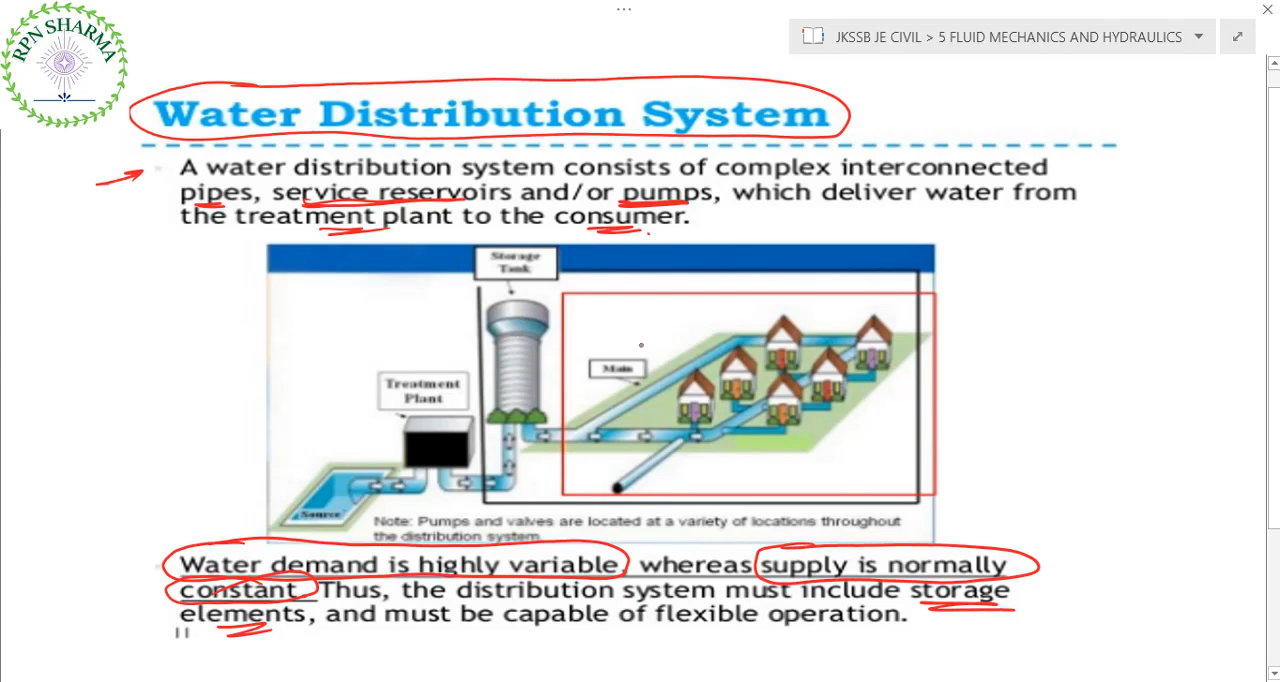 ...
RPN SHARMA
JKSSB JE CIVIL > 5 FLUID MECHANICS AND HYDRAULICS
Water Distribution System
A water distribution system consists of complex interconnected
pipes, service reservoirs and/or pumps, which deliver water from
the treatment plant to the consumer.
Storage
Tank
Main
Treatment
Plant
Source
Note: Pumps and valves are located at a variety of locations throughout
the distribution system.
Water demand is highly variable, whereas supply is normally
constant. Thus, the distribution system must include storage
elements, and must be capable of flexible operation.